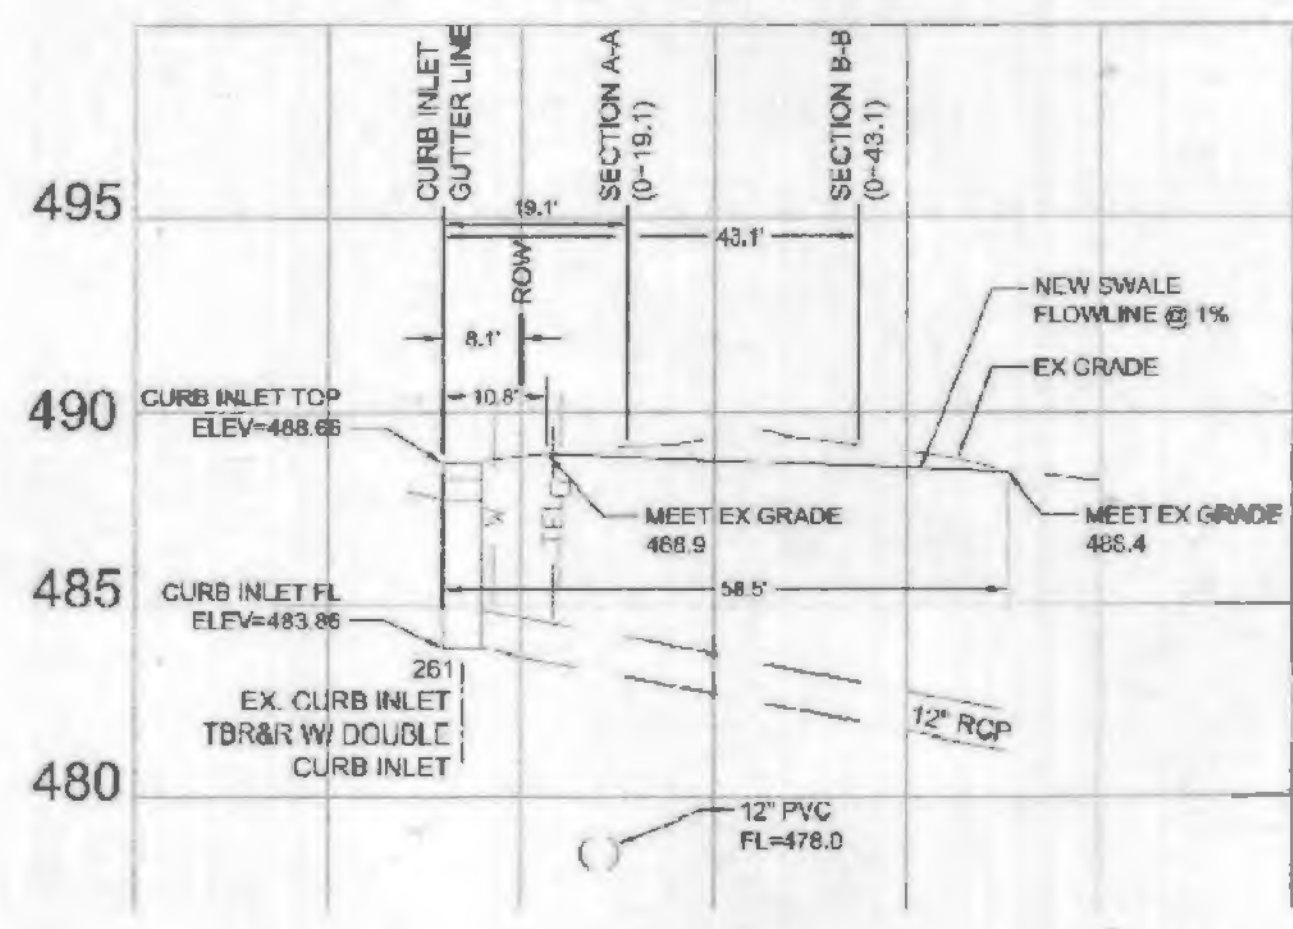 CURB INLET
GUTTER LINE
SECTION A-A
(0+19.1)
SECTION B-B
(0+43.1)
495
19.1'
43.1'
ROW
NEW SWALE
FLOWLINE @ 1%
8.1'
EX GRADE
490
CURB INLET TOP
ELEV=488.66
10.8'
W
TELCO
MEET EX GRADE
488.9
MEET EX GRADE
488.4
485
CURB INLET FL
ELEV=483.86
58.5'
261
EX. CURB INLET
TBR&R W/ DOUBLE
CURB INLET
12" RCP
480
12" PVC
FL=478.0